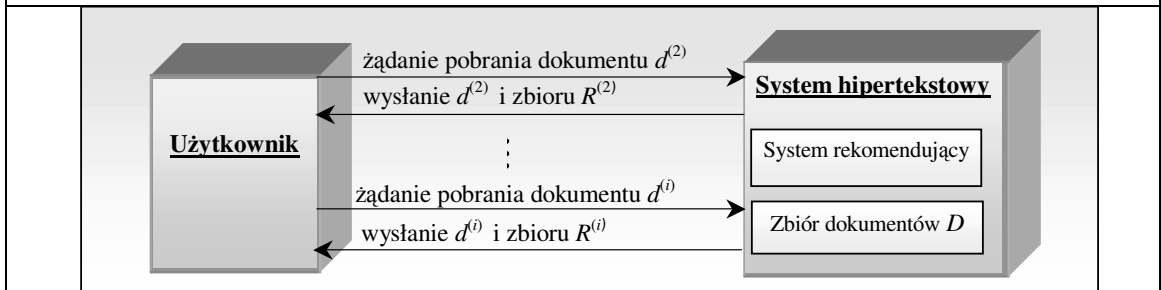 żądanie pobrania dokumentu d⁽²⁾
wysłanie d⁽²⁾ i zbioru R⁽²⁾
System hipertekstowy
Użytkownik
System rekomendujący
żądanie pobrania dokumentu d⁽ⁱ⁾
wysłanie d⁽ⁱ⁾ i zbioru R⁽ⁱ⁾
Zbiór dokumentów D